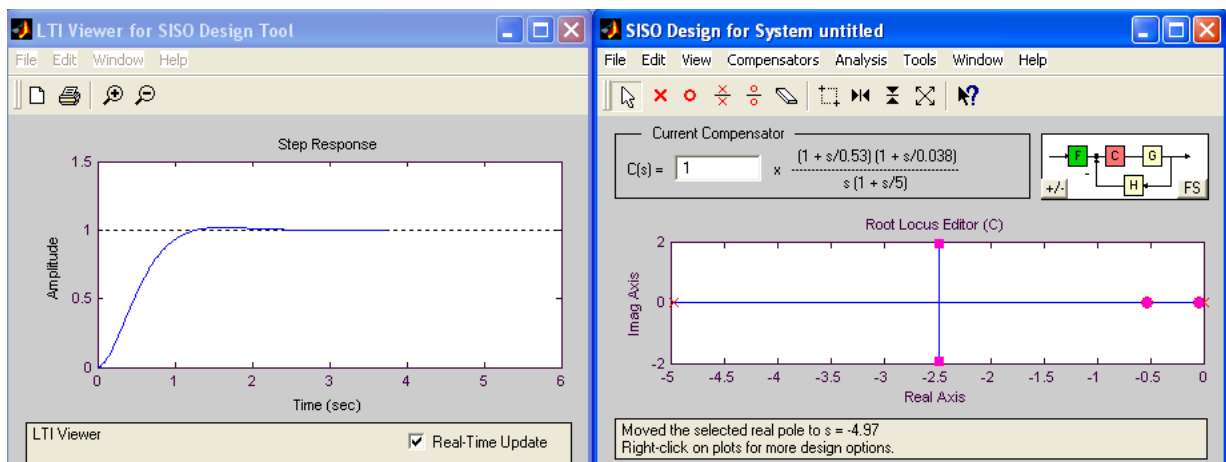 LTI Viewer for SISO Design Tool
File Edit Window Help
Step Response
1.5
1
0.5
0
Amplitude
0 1 2 3 4 5 6
Time (sec)
LTI Viewer
Real-Time Update
SISO Design for System untitled
File Edit View Compensators Analysis Tools Window Help
Current Compensator
C(s) = 1 x (1 + s/0.53) (1 + s/0.038)
s (1 + s/5)
F C G
H
+/- FS
-
Root Locus Editor (C)
2
0
-2
Imag Axis
-5 -4.5 -4 -3.5 -3 -2.5 -2 -1.5 -1 -0.5 0
Real Axis
Moved the selected real pole to s = -4.97
Right-click on plots for more design options.